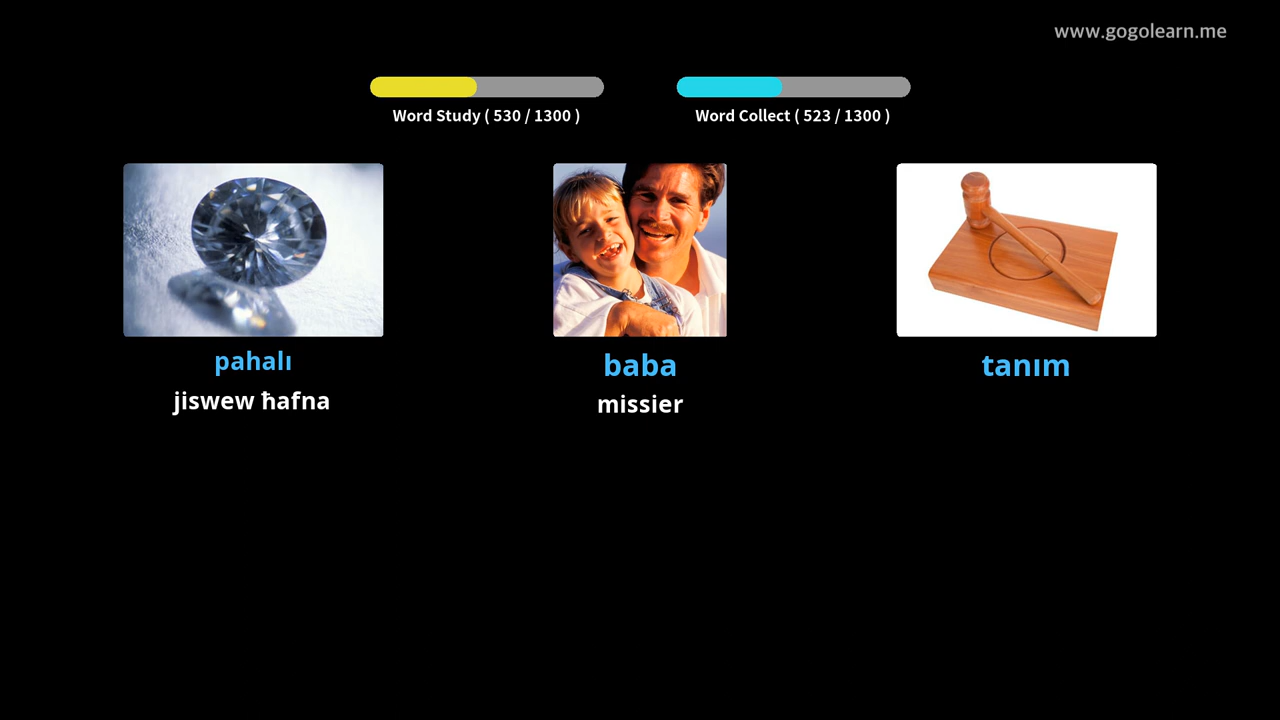 www.gogolearn.me
Word Study ( 530 / 1300 )
Word Collect ( 523 / 1300 )
pahalı
jiswew ħafna
baba
missier
tanım